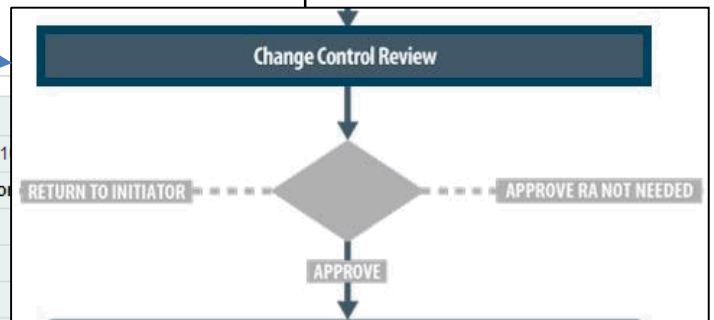 Change Control Review
RETURN TO INITIATOR
APPROVE RA NOT NEEDED
APPROVE